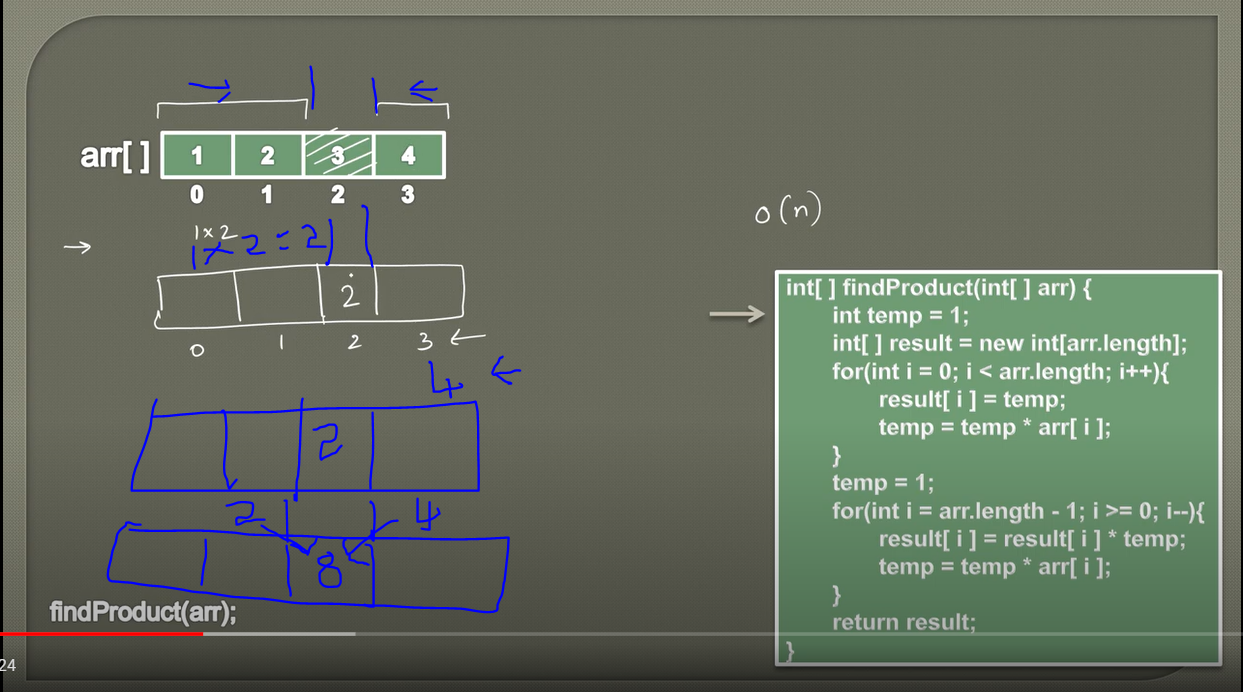 arr[ ] 1 2 3 4
0 1 2 3
1 x 2
1 x 2 = 2
2
0 1 2 3
4
2
2 4
8
findProduct(arr);
24
o(n)
int[ ] findProduct(int[ ] arr) {
int temp = 1;
int[ ] result = new int[arr.length];
for(int i = 0; i < arr.length; i++){
result[ i ] = temp;
temp = temp * arr[ i ];
}
temp = 1;
for(int i = arr.length - 1; i >= 0; i--){
result[ i ] = result[ i ] * temp;
temp = temp * arr[ i ];
}
return result;
}